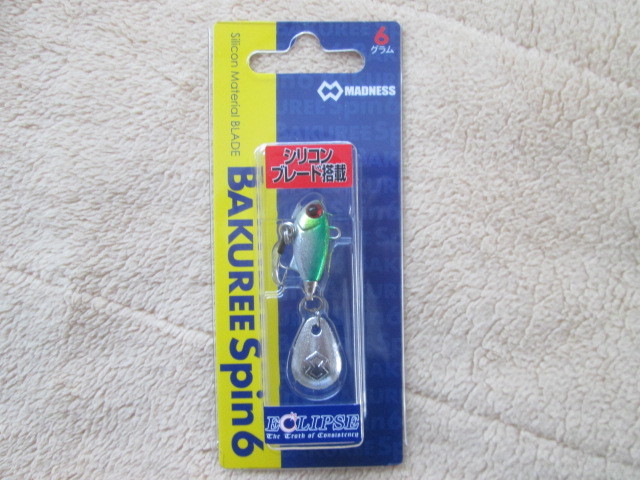 6
グラム
MADNESS
Silicon Material BLADE
BAKUREE Spin6
シリコン
ブレード搭載
ECLIPSE
The Truth of Consistency